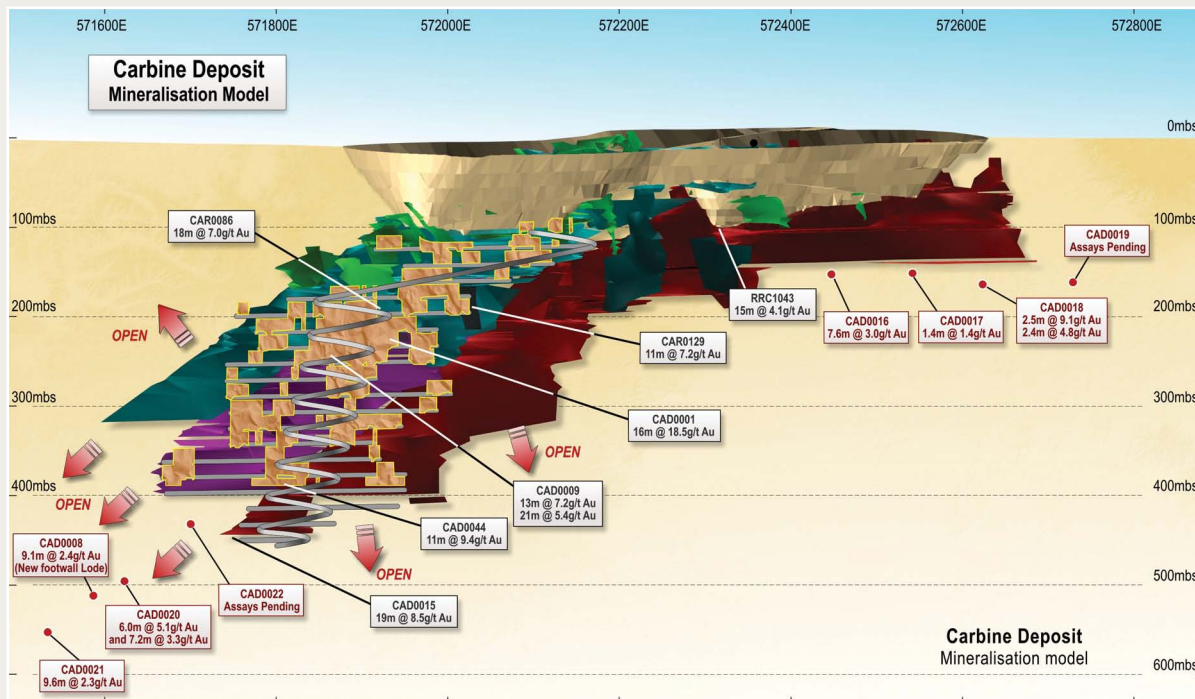 571600E
571800E
572000E
572200E
572400E
572600E
572800E
Carbine Deposit
Mineralisation Model
0mbs
100mbs
100mbs
CAR0086
18m @ 7.0g/t Au
CAD0019
Assays Pending
200mbs
200mbs
OPEN
RRC1043
15m @ 4.1g/t Au
CAD0016
7.6m @ 3.0g/t Au
CAD0017
1.4m @ 1.4g/t Au
CAD0018
2.5m @ 9.1g/t Au
2.4m @ 4.8g/t Au
CAR0129
11m @ 7.2g/t Au
300mbs
300mbs
CAD0001
16m @ 18.5g/t Au
OPEN
OPEN
400mbs
400mbs
OPEN
CAD0009
13m @ 7.2g/t Au
21m @ 5.4g/t Au
CAD0044
11m @ 9.4g/t Au
CAD0008
9.1m @ 2.4g/t Au
(New footwall Lode)
OPEN
OPEN
500mbs
CAD0022
Assays Pending
CAD0020
6.0m @ 5.1g/t Au
and 7.2m @ 3.3g/t Au
CAD0015
19m @ 8.5g/t Au
Carbine Deposit
Mineralisation model
CAD0021
9.6m @ 2.3g/t Au
600mbs